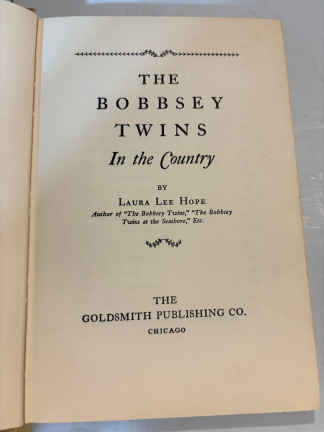 THE
BOBBSEY
TWINS
In the Country
BY
LAURA LEE HOPE
Author of "The Bobbsey Twins," "The Bobbsey
Twins at the Seashore," Etc.
THE
GOLDSMITH PUBLISHING CO.
CHICAGO